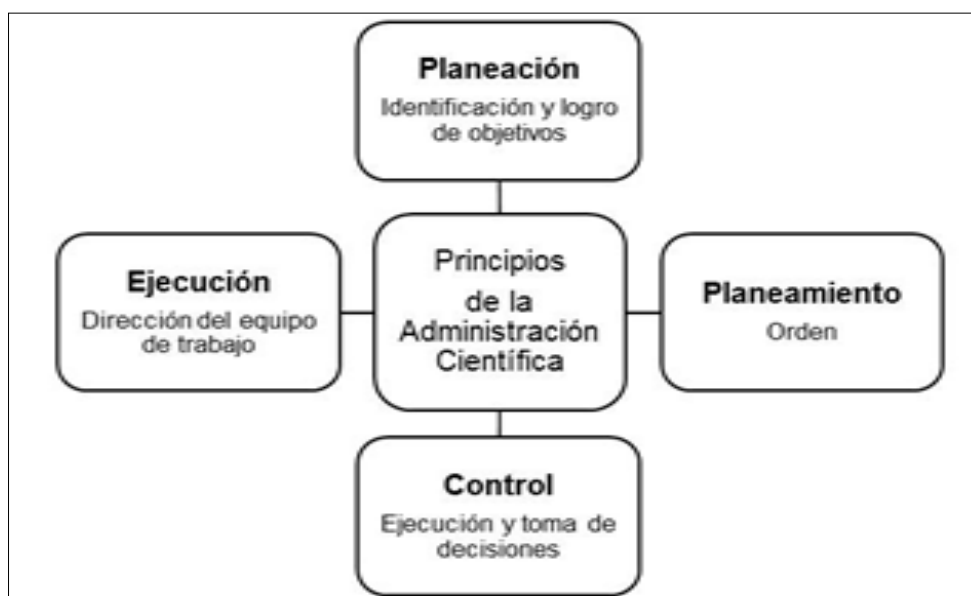 Planeación
Identificación y logro
de objetivos
Ejecución
Dirección del equipo
de trabajo
Principios
de la
Administración
Científica
Planeamiento
Orden
Control
Ejecución y toma de
decisiones